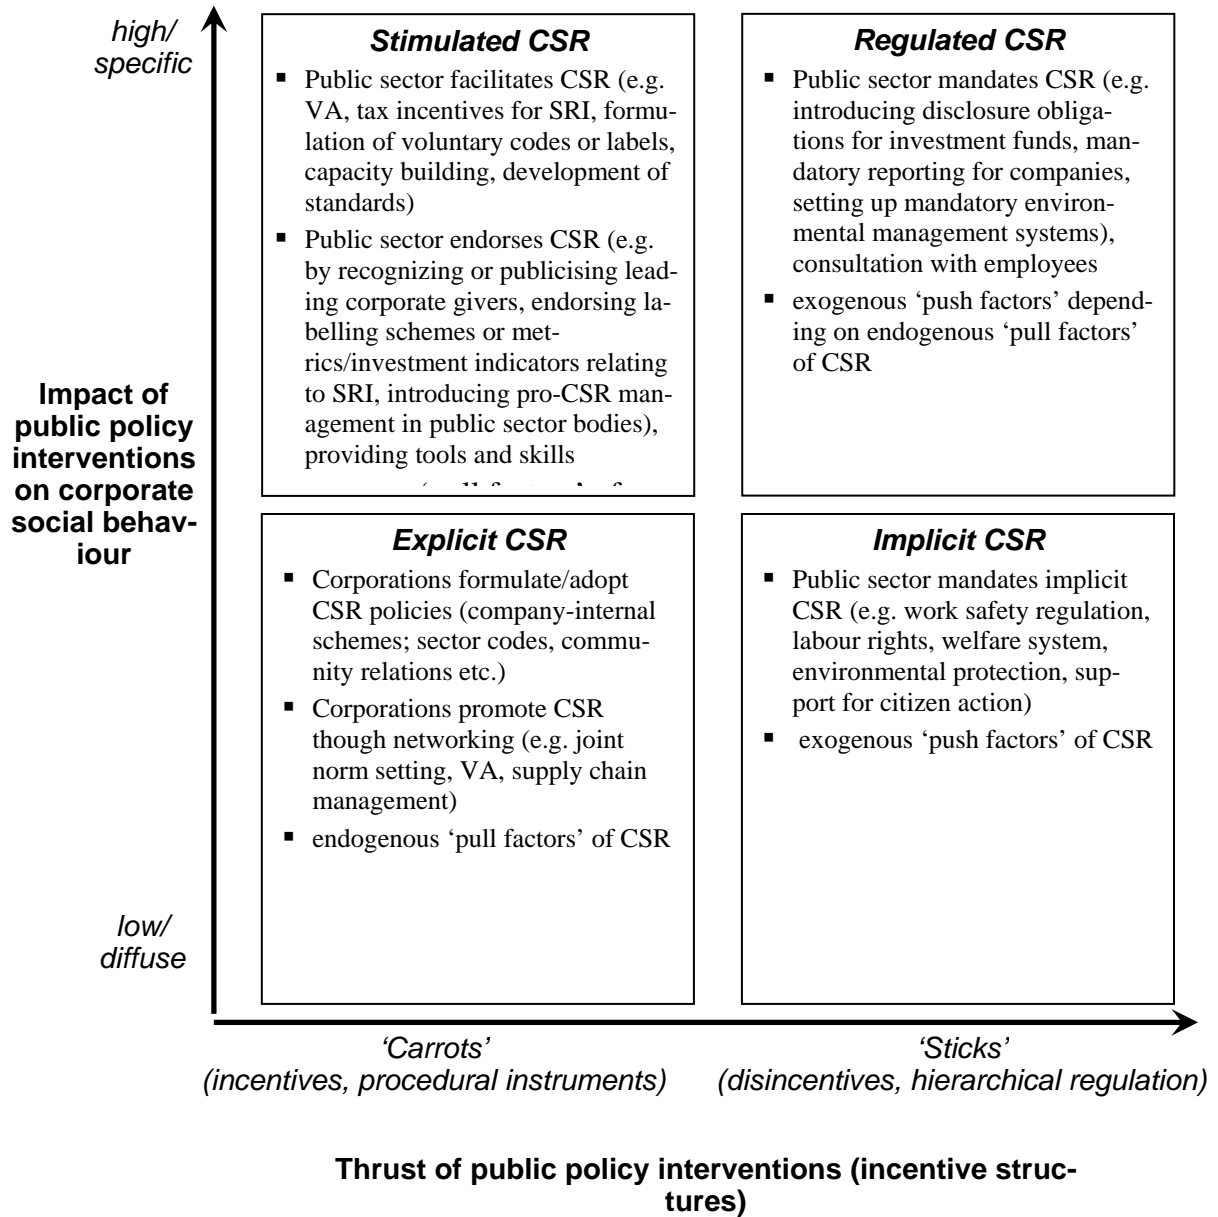 high/
specific
Impact of
public policy
interventions
on corporate
social behav-
iour
low/
diffuse
Stimulated CSR
▪ Public sector facilitates CSR (e.g.
VA, tax incentives for SRI, formu-
lation of voluntary codes or labels,
capacity building, development of
standards)
▪ Public sector endorses CSR (e.g.
by recognizing or publicising lead-
ing corporate givers, endorsing la-
belling schemes or met-
rics/investment indicators relating
to SRI, introducing pro-CSR man-
agement in public sector bodies),
providing tools and skills
Regulated CSR
▪ Public sector mandates CSR (e.g.
introducing disclosure obliga-
tions for investment funds, man-
datory reporting for companies,
setting up mandatory environ-
mental management systems),
consultation with employees
▪ exogenous ‘push factors’ depend-
ing on endogenous ‘pull factors’
of CSR
Explicit CSR
▪ Corporations formulate/adopt
CSR policies (company-internal
schemes; sector codes, commu-
nity relations etc.)
▪ Corporations promote CSR
though networking (e.g. joint
norm setting, VA, supply chain
management)
▪ endogenous ‘pull factors’ of CSR
Implicit CSR
▪ Public sector mandates implicit
CSR (e.g. work safety regulation,
labour rights, welfare system,
environmental protection, sup-
port for citizen action)
▪ exogenous ‘push factors’ of CSR
‘Carrots’
(incentives, procedural instruments)
‘Sticks’
(disincentives, hierarchical regulation)
Thrust of public policy interventions (incentive struc-
tures)